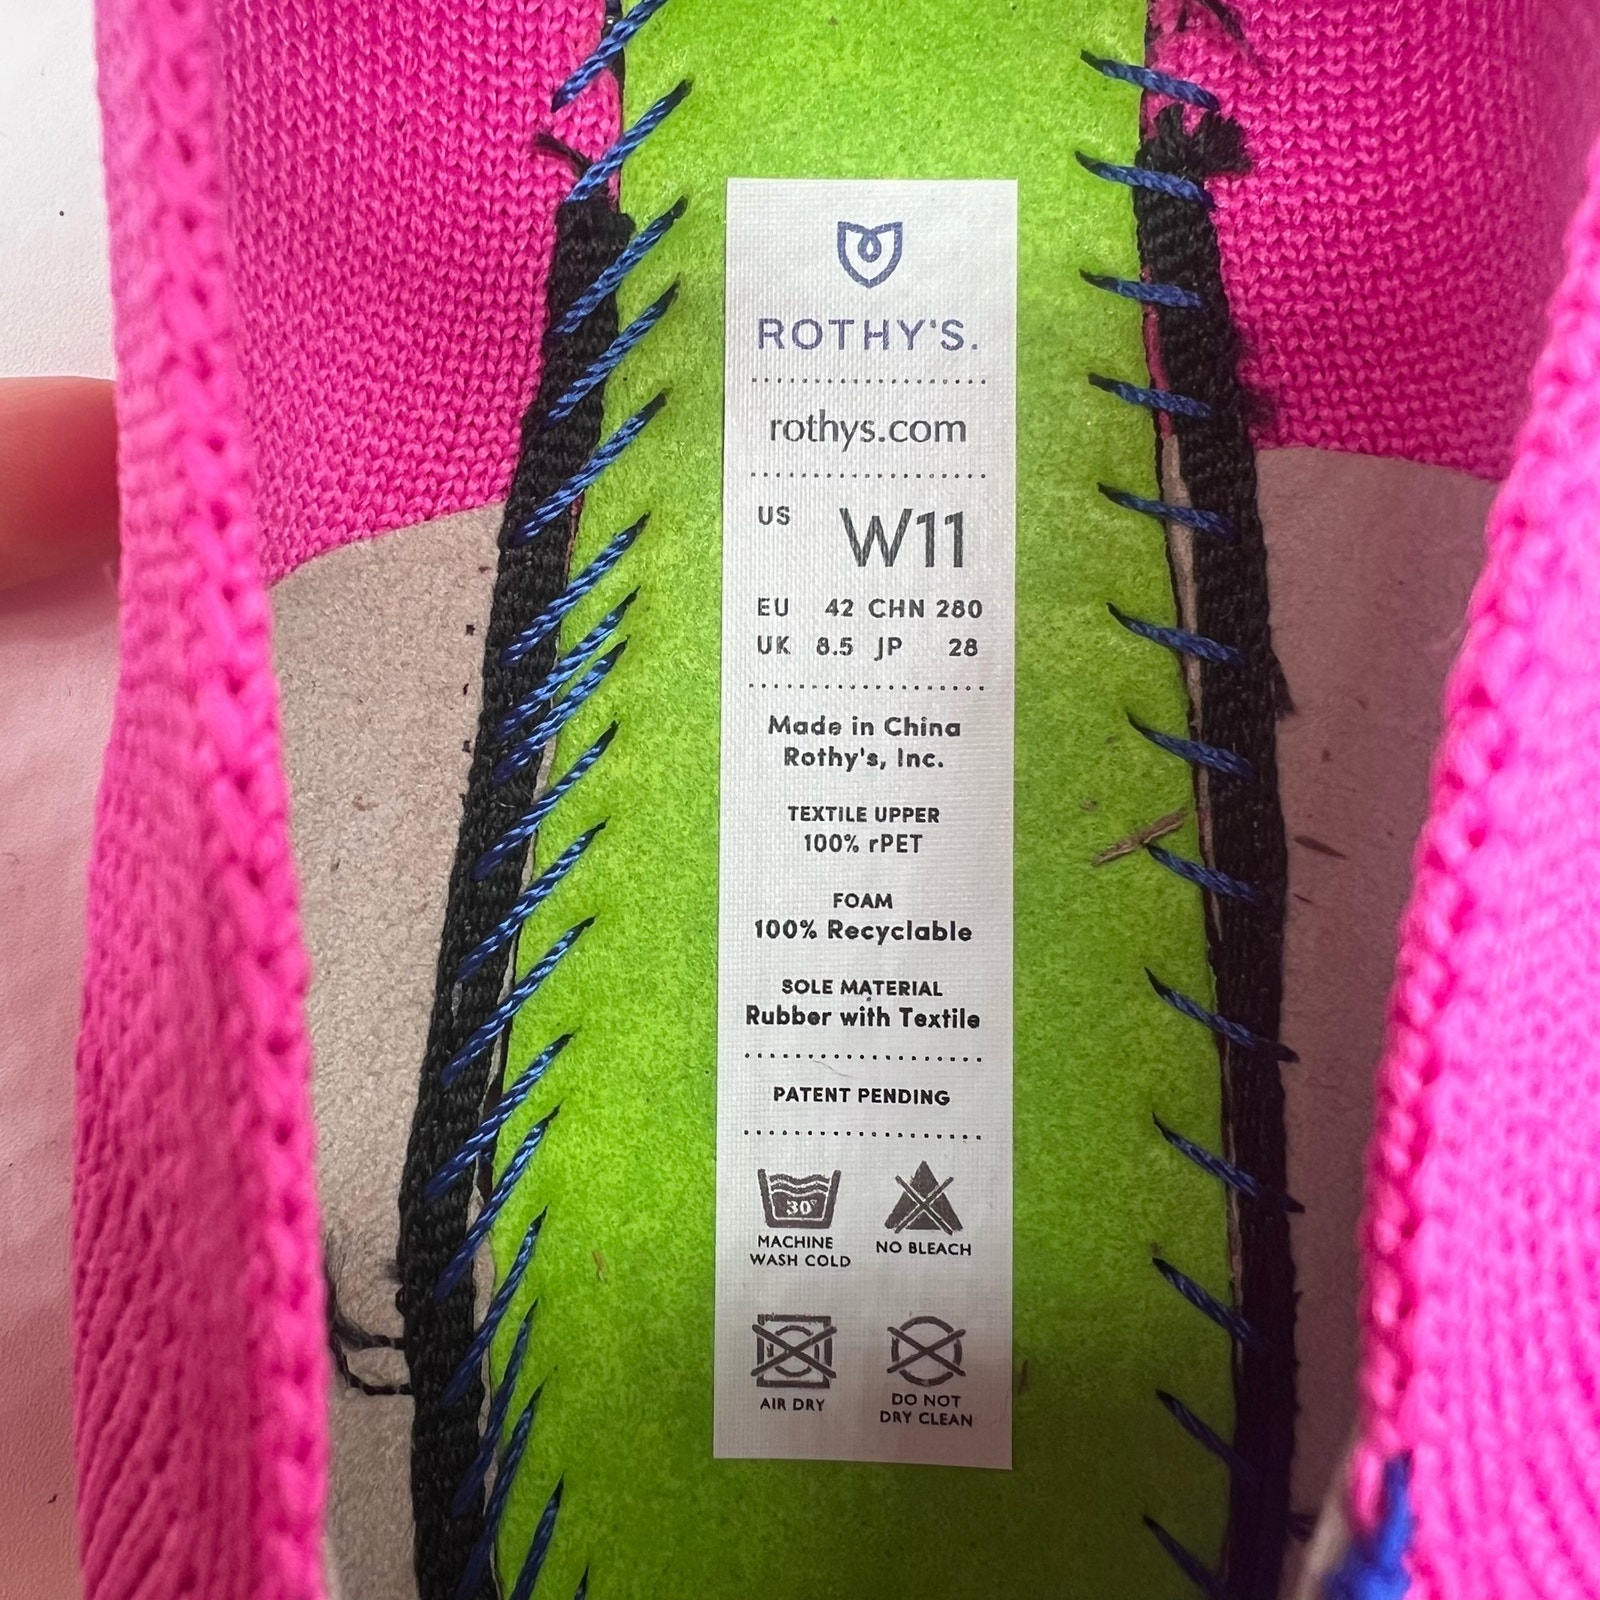 ROTHY'S.
rothys.com
US W11
EU 42 CHN 280
UK 8.5 JP 28
Made in China
Rothy's, Inc.
TEXTILE UPPER
100% rPET
FOAM
100% Recyclable
SOLE MATERIAL
Rubber with Textile
PATENT PENDING
30°
MACHINE
WASH COLD
NO BLEACH
AIR DRY
DO NOT
DRY CLEAN